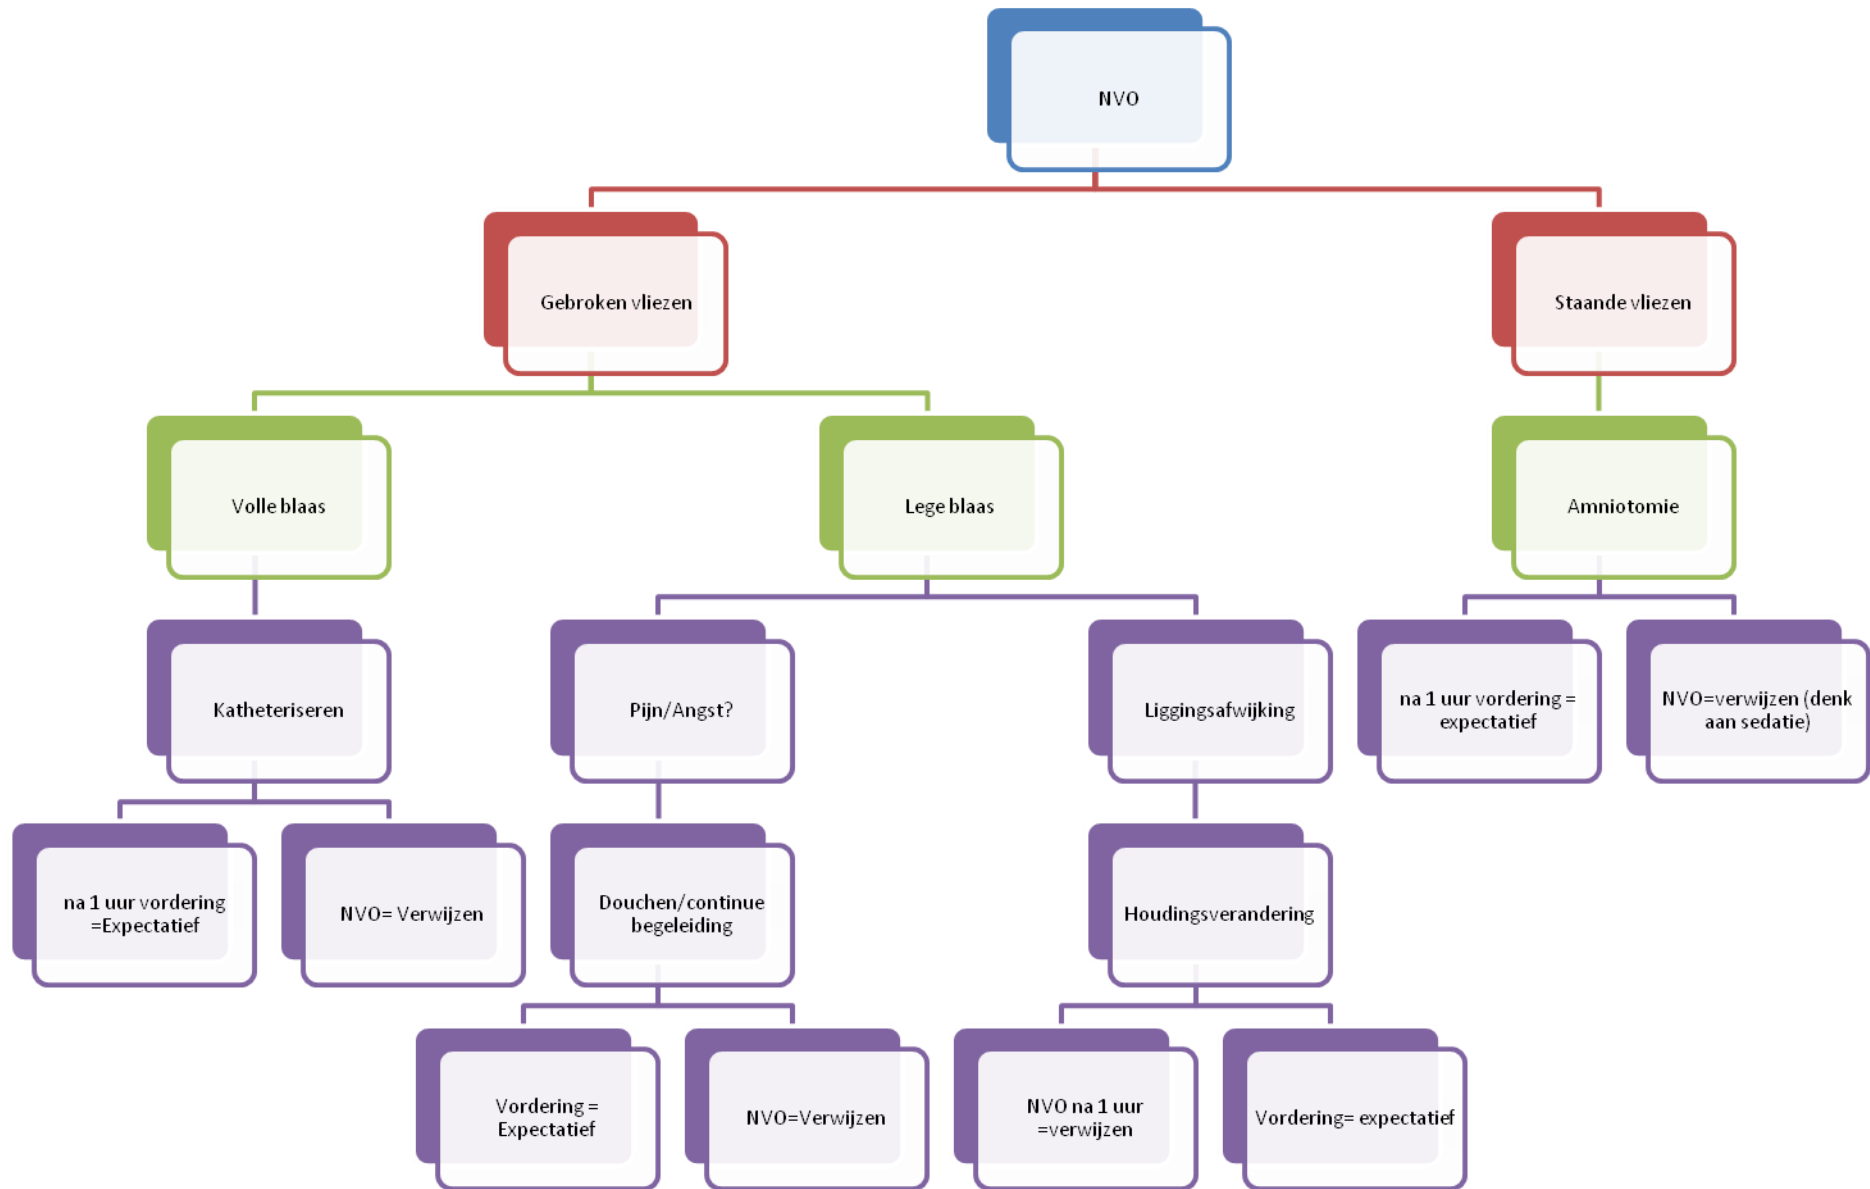 NVO
Gebroken vliezen
Staande vliezen
Volle blaas
Lege blaas
Amniotomie
Katheteriseren
Pijn/Angst?
Liggingsafwijking
na 1 uur vordering =
expectatief
NVO=verwijzen (denk
aan sedatie)
na 1 uur vordering
=Expectatief
NVO= Verwijzen
Douchen/continue
begeleiding
Houdingsverandering
Vordering =
Expectatief
NVO=Verwijzen
NVO na 1 uur
=verwijzen
Vordering= expectatief